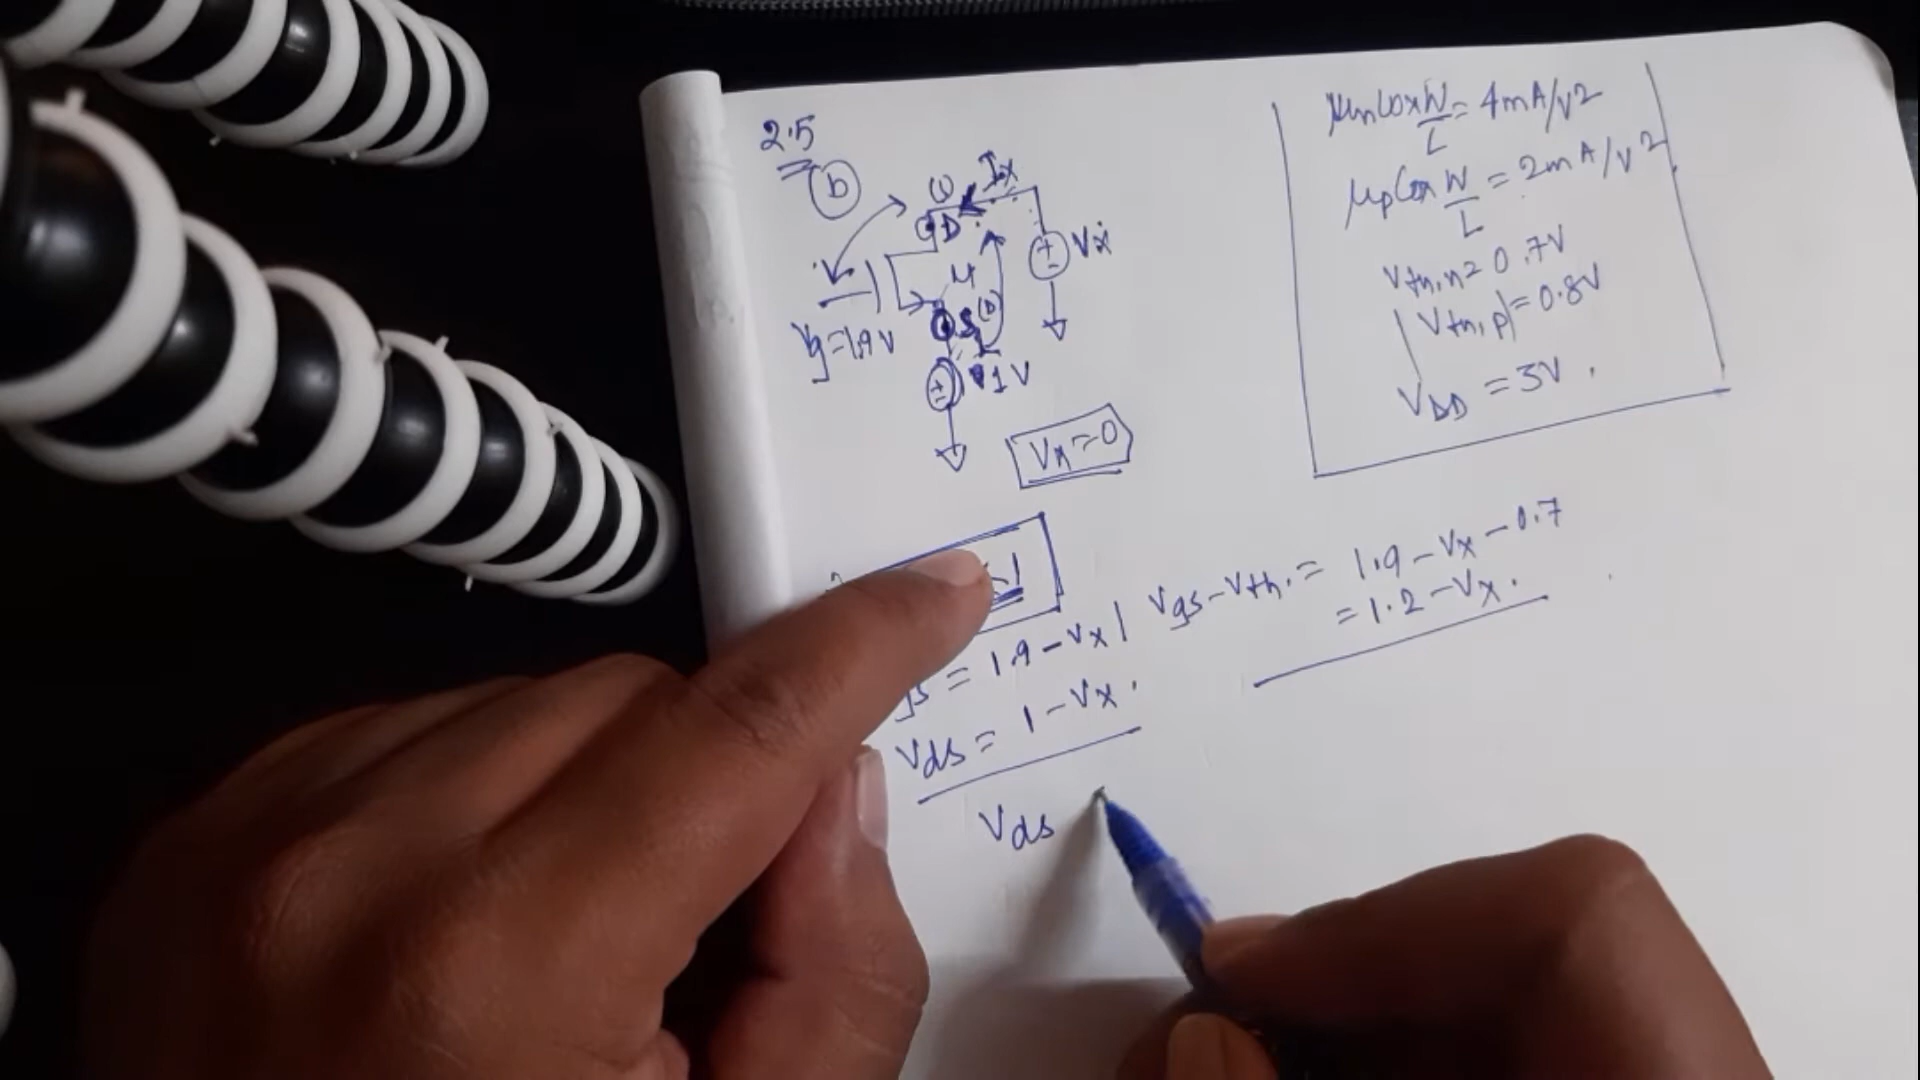 2.5
(b)
(S) Ix
D
Vx
M
S (D)
Vg=1.9V
1V
Vx=0
μnCox W/L = 4mA/V2
μpCox W/L = 2mA/V2
Vth,n = 0.7V
|Vth,p| = 0.8V
VDD = 3V.
gs = 1.9-Vx | Vgs-Vth. = 1.9-Vx-0.7
= 1.2-Vx.
Vds = 1-Vx.
Vds